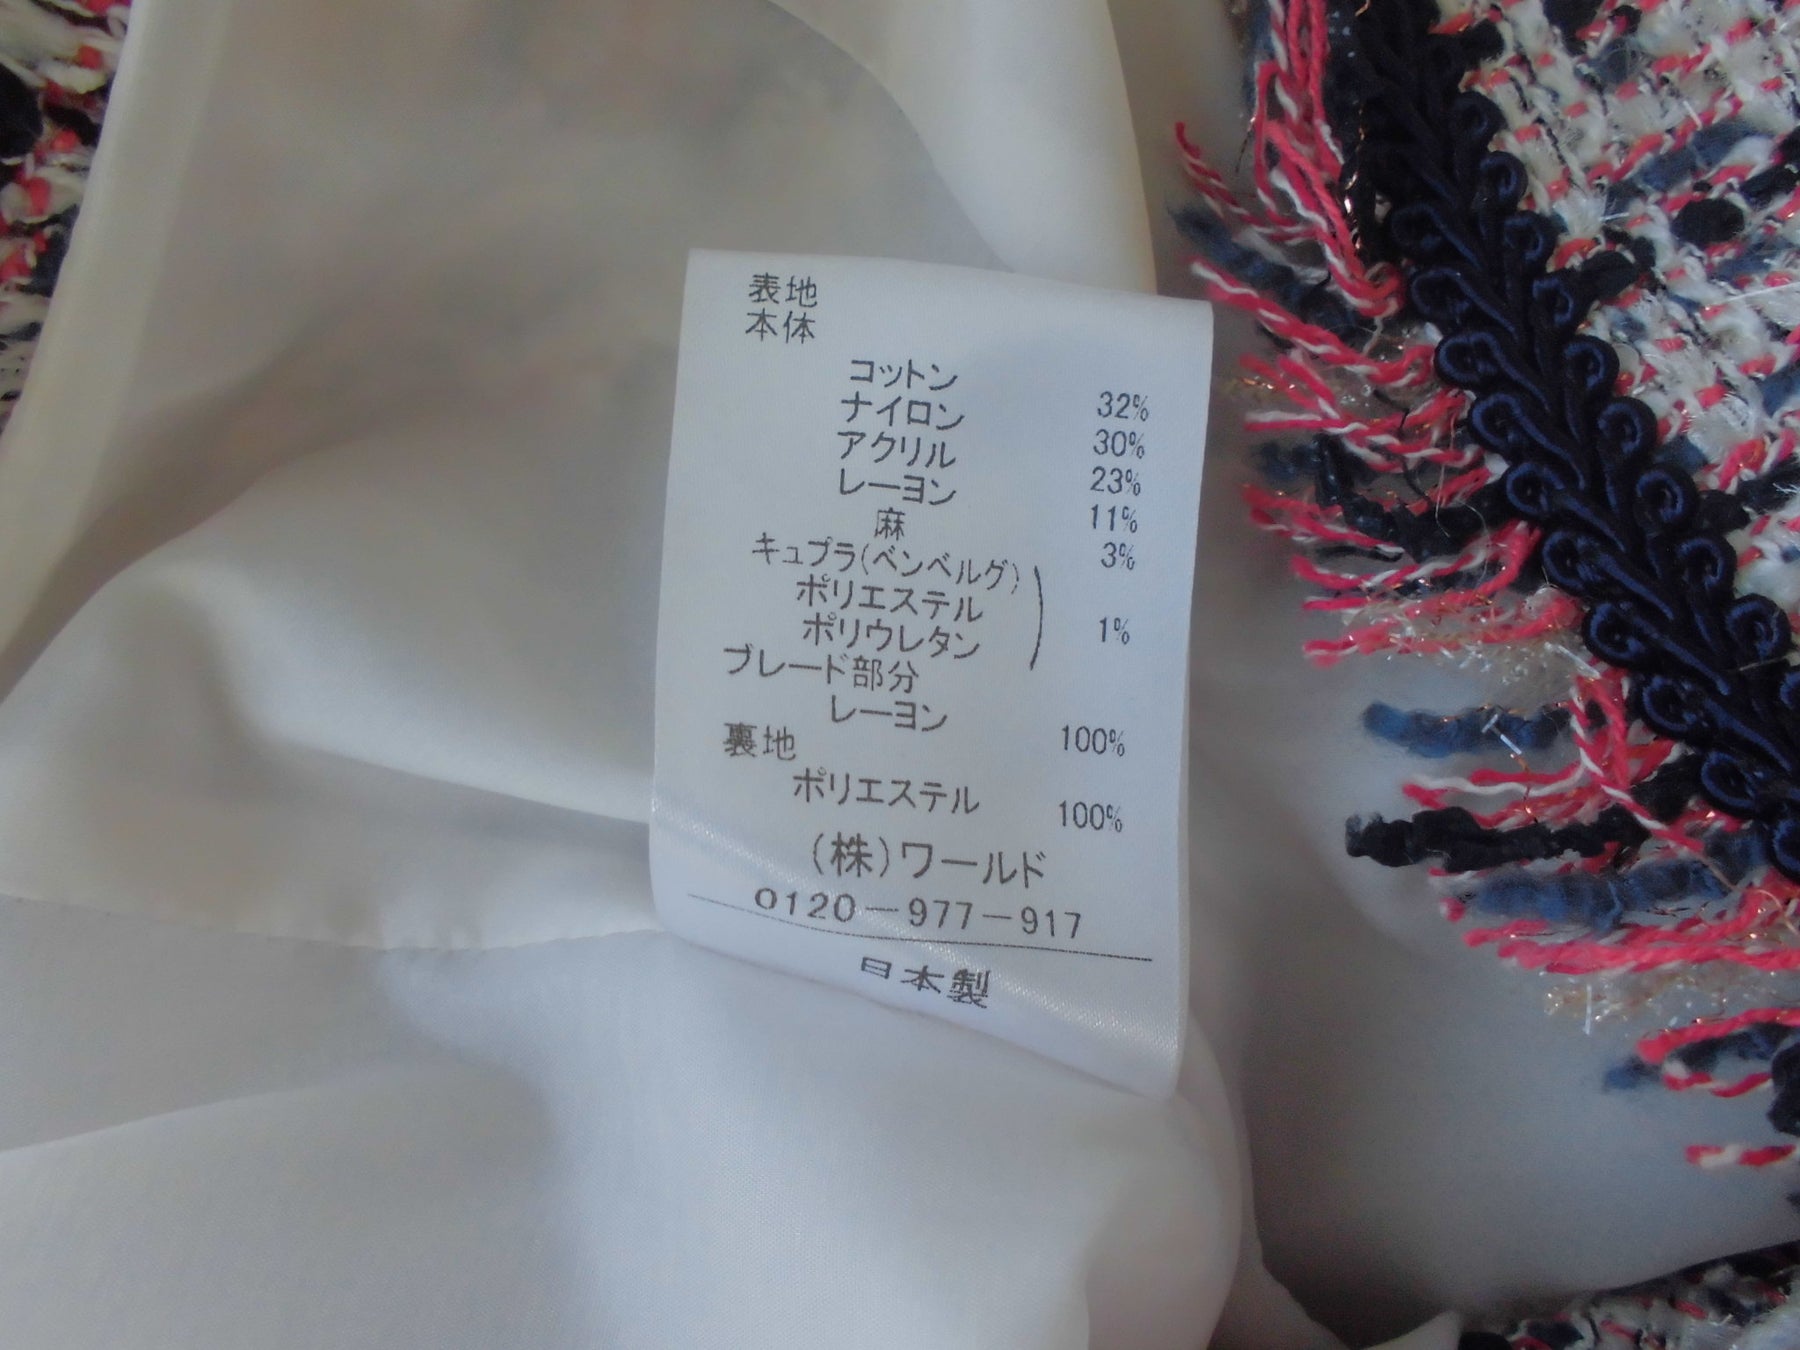 表地
本体
コットン 32%
ナイロン 30%
アクリル 23%
レーヨン 11%
麻 3%
キュプラ(ベンベルグ)
ポリエステル 1%
ポリウレタン
ブレード部分
レーヨン 100%
裏地
ポリエステル 100%
(株)ワールド
0120-977-917
日本製